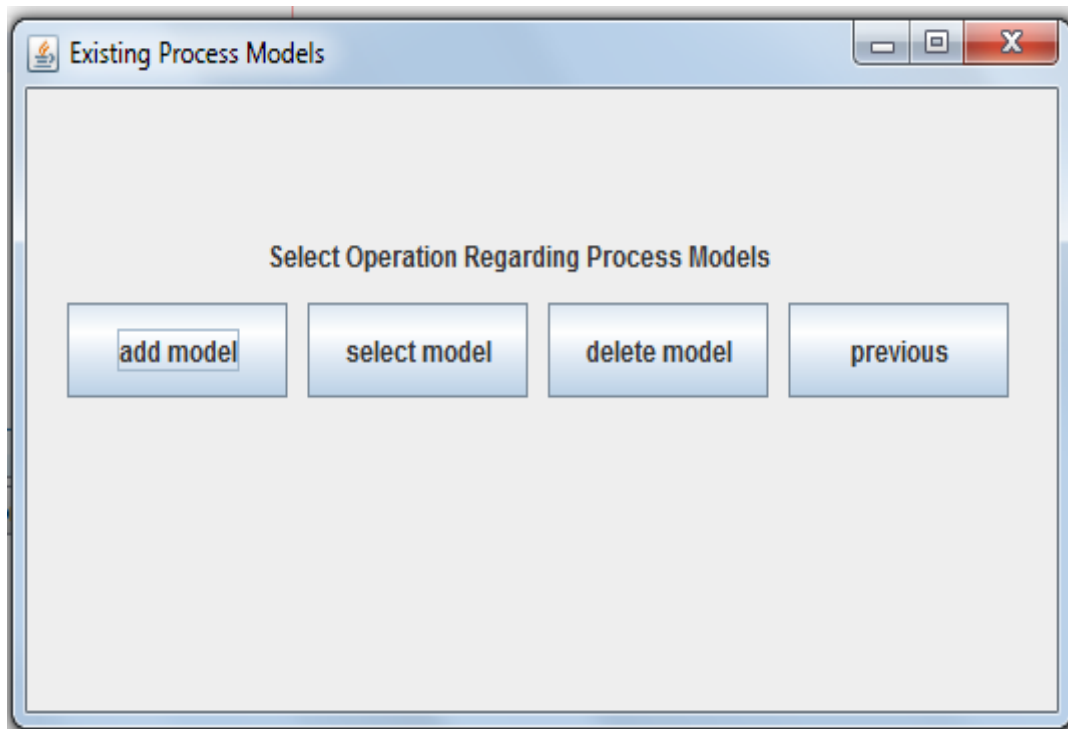 Existing Process Models
Select Operation Regarding Process Models
add model select model delete model previous